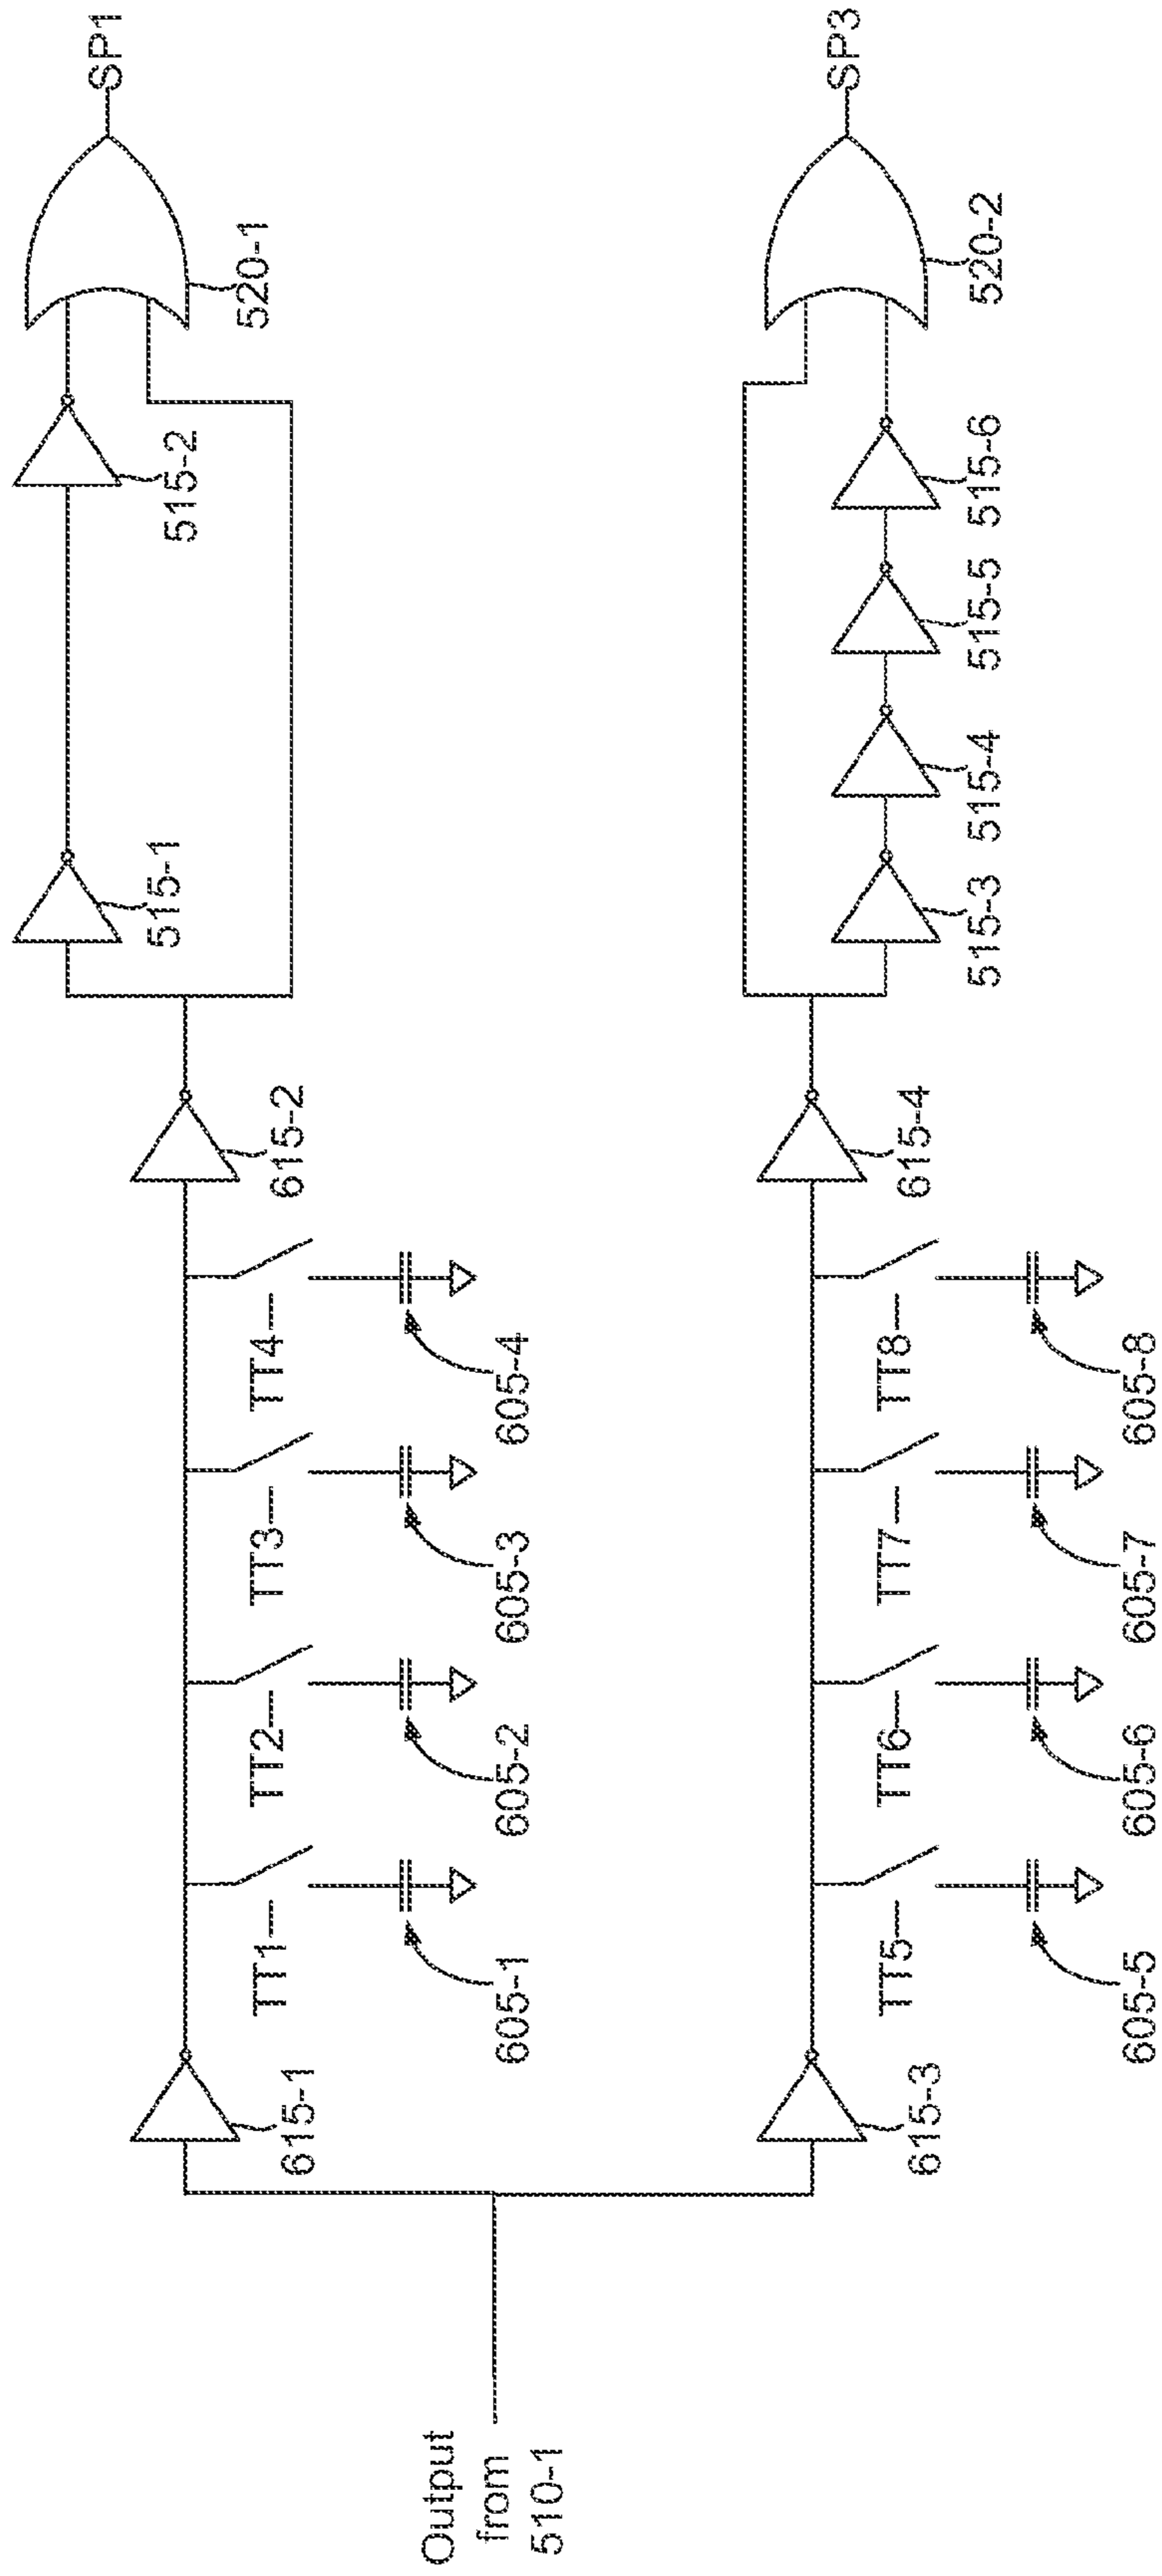 Output
from
510-1
615-1
TT1
605-1
TT2
605-2
TT3
605-3
TT4
605-4
615-2
515-1
515-2
520-1
SP1
615-3
TT5
605-5
TT6
605-6
TT7
605-7
TT8
605-8
615-4
515-3
515-4
515-5
515-6
520-2
SP3